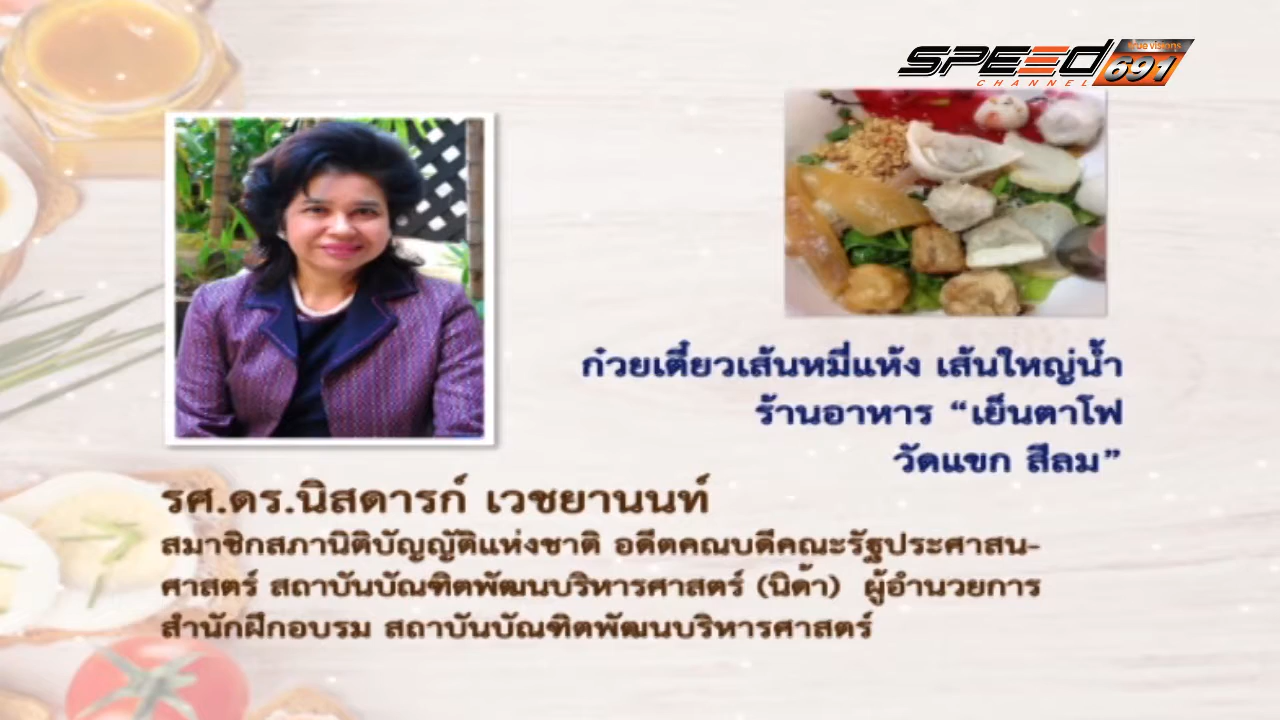 SPEED
true visions
691
CHANNEL
ก๋วยเตี๋ยวเส้นหมี่แห้ง เส้นใหญ่น้ำ
ร้านอาหาร “เย็นตาโฟ
วัดแขก สีลม”
รศ.ดร.นิสดารก์ เวชยานนท์
สมาชิกสภานิติบัญญัติแห่งชาติ อดีตคณบดีคณะรัฐประศาสน-
ศาสตร์ สถาบันบัณฑิตพัฒนบริหารศาสตร์ (นิด้า) ผู้อำนวยการ
สำนักฝึกอบรม สถาบันบัณฑิตพัฒนบริหารศาสตร์